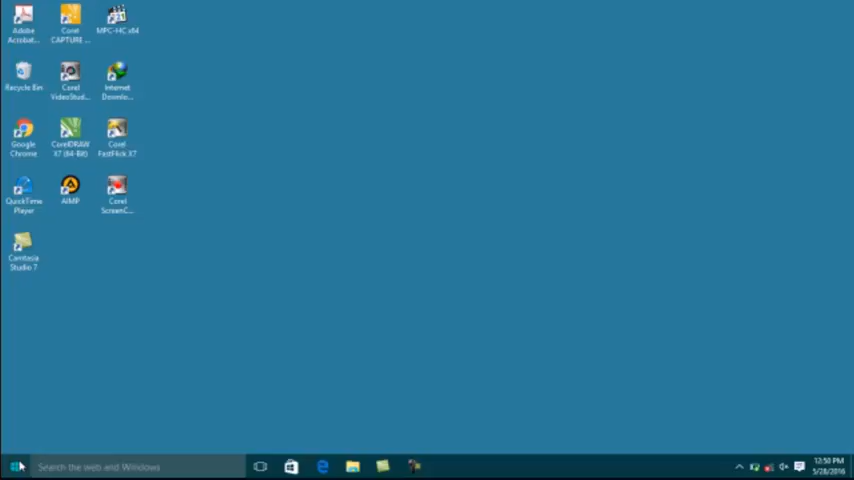 Adobe
Acrobat...
Corel
CAPTURE ...
MPC-HC x64
Recycle Bin
Corel
VideoStud...
Internet
Downlo...
Google
Chrome
CorelDRAW
X7 (64-Bit)
Corel
FastFlick X7
QuickTime
Player
AIMP
Corel
ScreenC...
Camtasia
Studio 7
Search the web and Windows
12:50 PM
5/28/2016